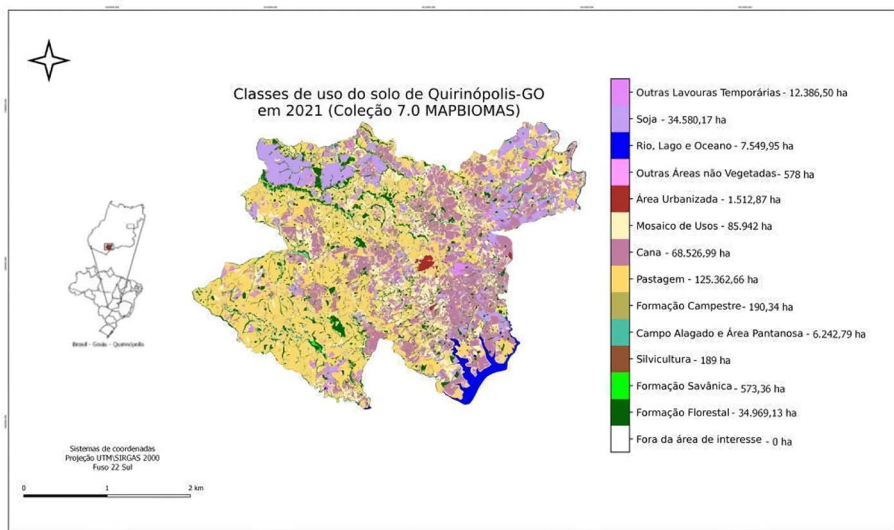 Classes de uso do solo de Quirinópolis-GO
em 2021 (Coleção 7.0 MAPBIOMAS)
Outras Lavouras Temporárias - 12.386,50 ha
Soja - 34.580,17 ha
Rio, Lago e Oceano - 7.549,95 ha
Outras Áreas não Vegetadas- 578 ha
Área Urbanizada - 1.512,87 ha
Mosaico de Usos - 85.942 ha
Cana - 68.526,99 ha
Pastagem - 125.362,66 ha
Formação Campestre - 190,34 ha
Campo Alagado e Área Pantanosa - 6.242,79 ha
Silvicultura - 189 ha
Formação Savânica - 573,36 ha
Formação Florestal - 34.969,13 ha
Fora da área de interesse - 0 ha
Brasil - Goiás - Quirinópolis
Sistemas de coordenadas
Projeção UTM\SIRGAS 2000
Fuso 22 Sul
0 1 2 km